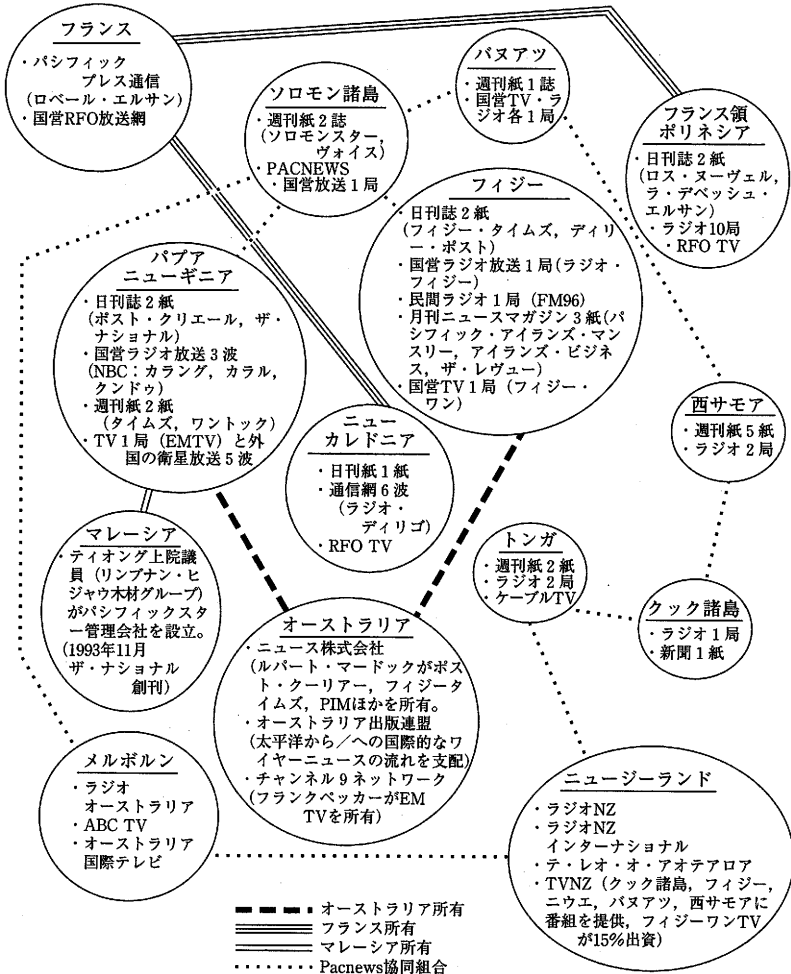 フランス
・パシフィック
プレス通信
(ロベール・エルサン)
・国営RFO放送網
ソロモン諸島
・週刊紙2誌
(ソロモンスター,
ヴォイス)
・PACNEWS
・国営放送1局
バヌアツ
・週刊紙1誌
・国営TV・ラ
ジオ各1局
フランス領
ポリネシア
・日刊誌2紙
(ロス・ヌーヴェル,
ラ・デベッシュ・
エルサン)
・ラジオ10局
・RFO TV
フィジー
・日刊誌2紙
(フィジー・タイムズ, ディリ
ー・ポスト)
・国営ラジオ放送1局(ラジオ・
フィジー)
・民間ラジオ1局 (FM96)
・月刊ニュースマガジン3紙(パ
シフィック・アイランズ・マン
スリー, アイランズ・ビジネ
ス, ザ・レヴュー)
・国営TV1局 (フィジー・
ワン)
パプア
ニューギニア
・日刊誌2紙
(ポスト・クリエール, ザ・
ナショナル)
・国営ラジオ放送3波
(NBC:カラング, カラル,
クンドゥ)
・週刊紙2紙
(タイムズ, ワントック)
・TV1局 (EMTV) と外
国の衛星放送5波
ニュー
カレドニア
・日刊紙1紙
・通信網6波
(ラジオ・
ディリゴ)
・RFO TV
西サモア
・週刊紙5紙
・ラジオ2局
マレーシア
・ティオング上院議
員 (リンブナン・ヒ
ジャウ木材グループ)
がパシフィックスタ
ー管理会社を設立。
(1993年11月
ザ・ナショナル
創刊)
トンガ
・週刊紙2紙
・ラジオ2局
・ケーブルTV
クック諸島
・ラジオ1局
・新聞1紙
オーストラリア
・ニュース株式会社
(ルパート・マードックがポス
ト・クーリアー, フィジータ
イムズ, PIMほかを所有。
・オーストラリア出版連盟
(太平洋から/への国際的なワ
イヤーニュースの流れを支配)
・チャンネル9ネットワーク
(フランクペッカーがEM
TVを所有)
メルボルン
・ラジオ
オーストラリア
・ABC TV
・オーストラリア
国際テレビ
ニュージーランド
・ラジオNZ
・ラジオNZ
インターナショナル
・テ・レオ・オ・アオテアロア
・TVNZ (クック諸島, フィジー,
ニウエ, バヌアツ, 西サモアに
番組を提供, フィジーワンTV
が15%出資)
オーストラリア所有
フランス所有
マレーシア所有
Pacnews協同組合